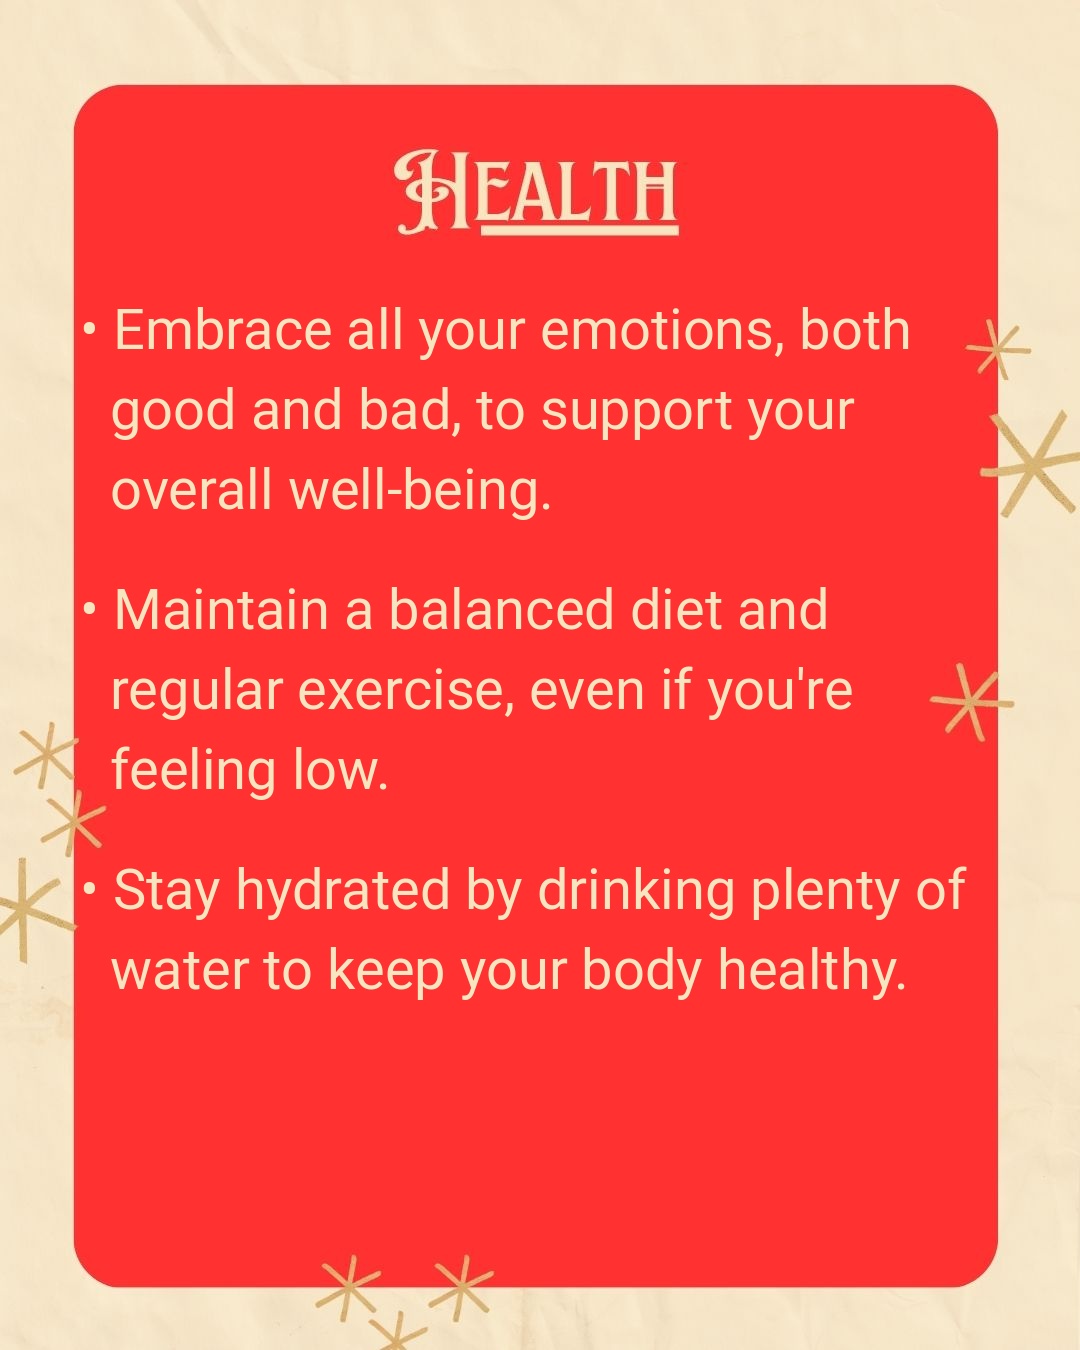 Health
• Embrace all your emotions, both
good and bad, to support your
overall well-being.
• Maintain a balanced diet and
regular exercise, even if you're
feeling low.
• Stay hydrated by drinking plenty of
water to keep your body healthy.